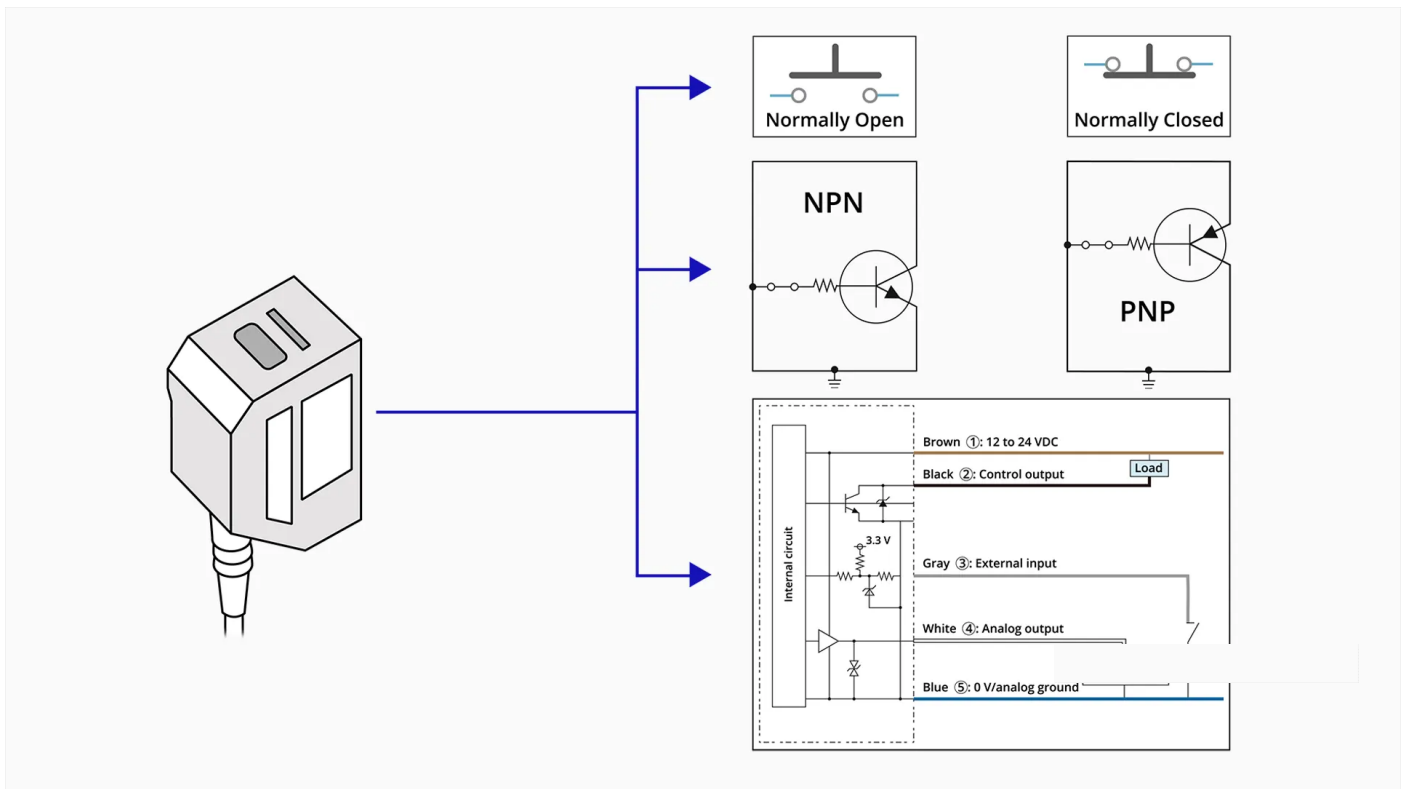 Normally Open
Normally Closed
NPN
PNP
Brown ①: 12 to 24 VDC
Load
Black ②: Control output
3.3 V
Internal circuit
Gray ③: External input
White ④: Analog output
Blue ⑤: 0 V/analog ground